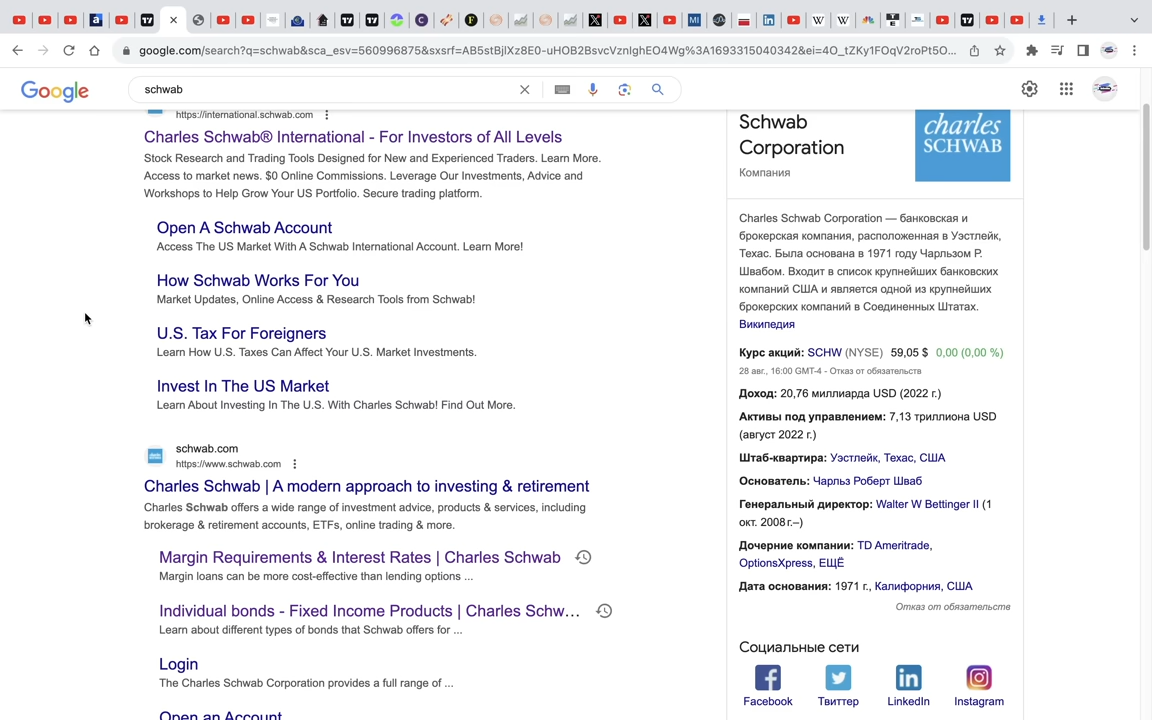 google.com/search?q=schwab&sca_esv=560996875&sxsrf=AB5stBjIXz8E0-uHOB2BsvcVznIghEO4Wg%3A1693315040342&ei=4O_tZKy1FOqV2roPt5O...
Google
schwab
https://international.schwab.com
Charles Schwab® International - For Investors of All Levels
Stock Research and Trading Tools Designed for New and Experienced Traders. Learn More.
Access to market news. $0 Online Commissions. Leverage Our Investments, Advice and
Workshops to Help Grow Your US Portfolio. Secure trading platform.
Open A Schwab Account
Access The US Market With A Schwab International Account. Learn More!
How Schwab Works For You
Market Updates, Online Access & Research Tools from Schwab!
U.S. Tax For Foreigners
Learn How U.S. Taxes Can Affect Your U.S. Market Investments.
Invest In The US Market
Learn About Investing In The U.S. With Charles Schwab! Find Out More.
schwab.com
https://www.schwab.com
Charles Schwab | A modern approach to investing & retirement
Charles Schwab offers a wide range of investment advice, products & services, including
brokerage & retirement accounts, ETFs, online trading & more.
Margin Requirements & Interest Rates | Charles Schwab
Margin loans can be more cost-effective than lending options ...
Individual bonds - Fixed Income Products | Charles Schw...
Learn about different types of bonds that Schwab offers for ...
Login
The Charles Schwab Corporation provides a full range of ...
Open an Account
Schwab
Corporation
Компания
charles
SCHWAB
Charles Schwab Corporation — банковская и
брокерская компания, расположенная в Уэстлейк,
Техас. Была основана в 1971 году Чарльзом Р.
Швабом. Входит в список крупнейших банковских
компаний США и является одной из крупнейших
брокерских компаний в Соединенных Штатах.
Википедия
Курс акций: SCHW (NYSE) 59,05 $ 0,00 (0,00 %)
28 авг., 16:00 GMT-4 - Отказ от обязательств
Доход: 20,76 миллиарда USD (2022 г.)
Активы под управлением: 7,13 триллиона USD
(август 2022 г.)
Штаб-квартира: Уэстлейк, Техас, США
Основатель: Чарльз Роберт Шваб
Генеральный директор: Walter W Bettinger II (1
окт. 2008 г.–)
Дочерние компании: TD Ameritrade,
OptionsXpress, ЕЩЁ
Дата основания: 1971 г., Калифорния, США
Отказ от обязательств
Социальные сети
Facebook
Твиттер
LinkedIn
Instagram